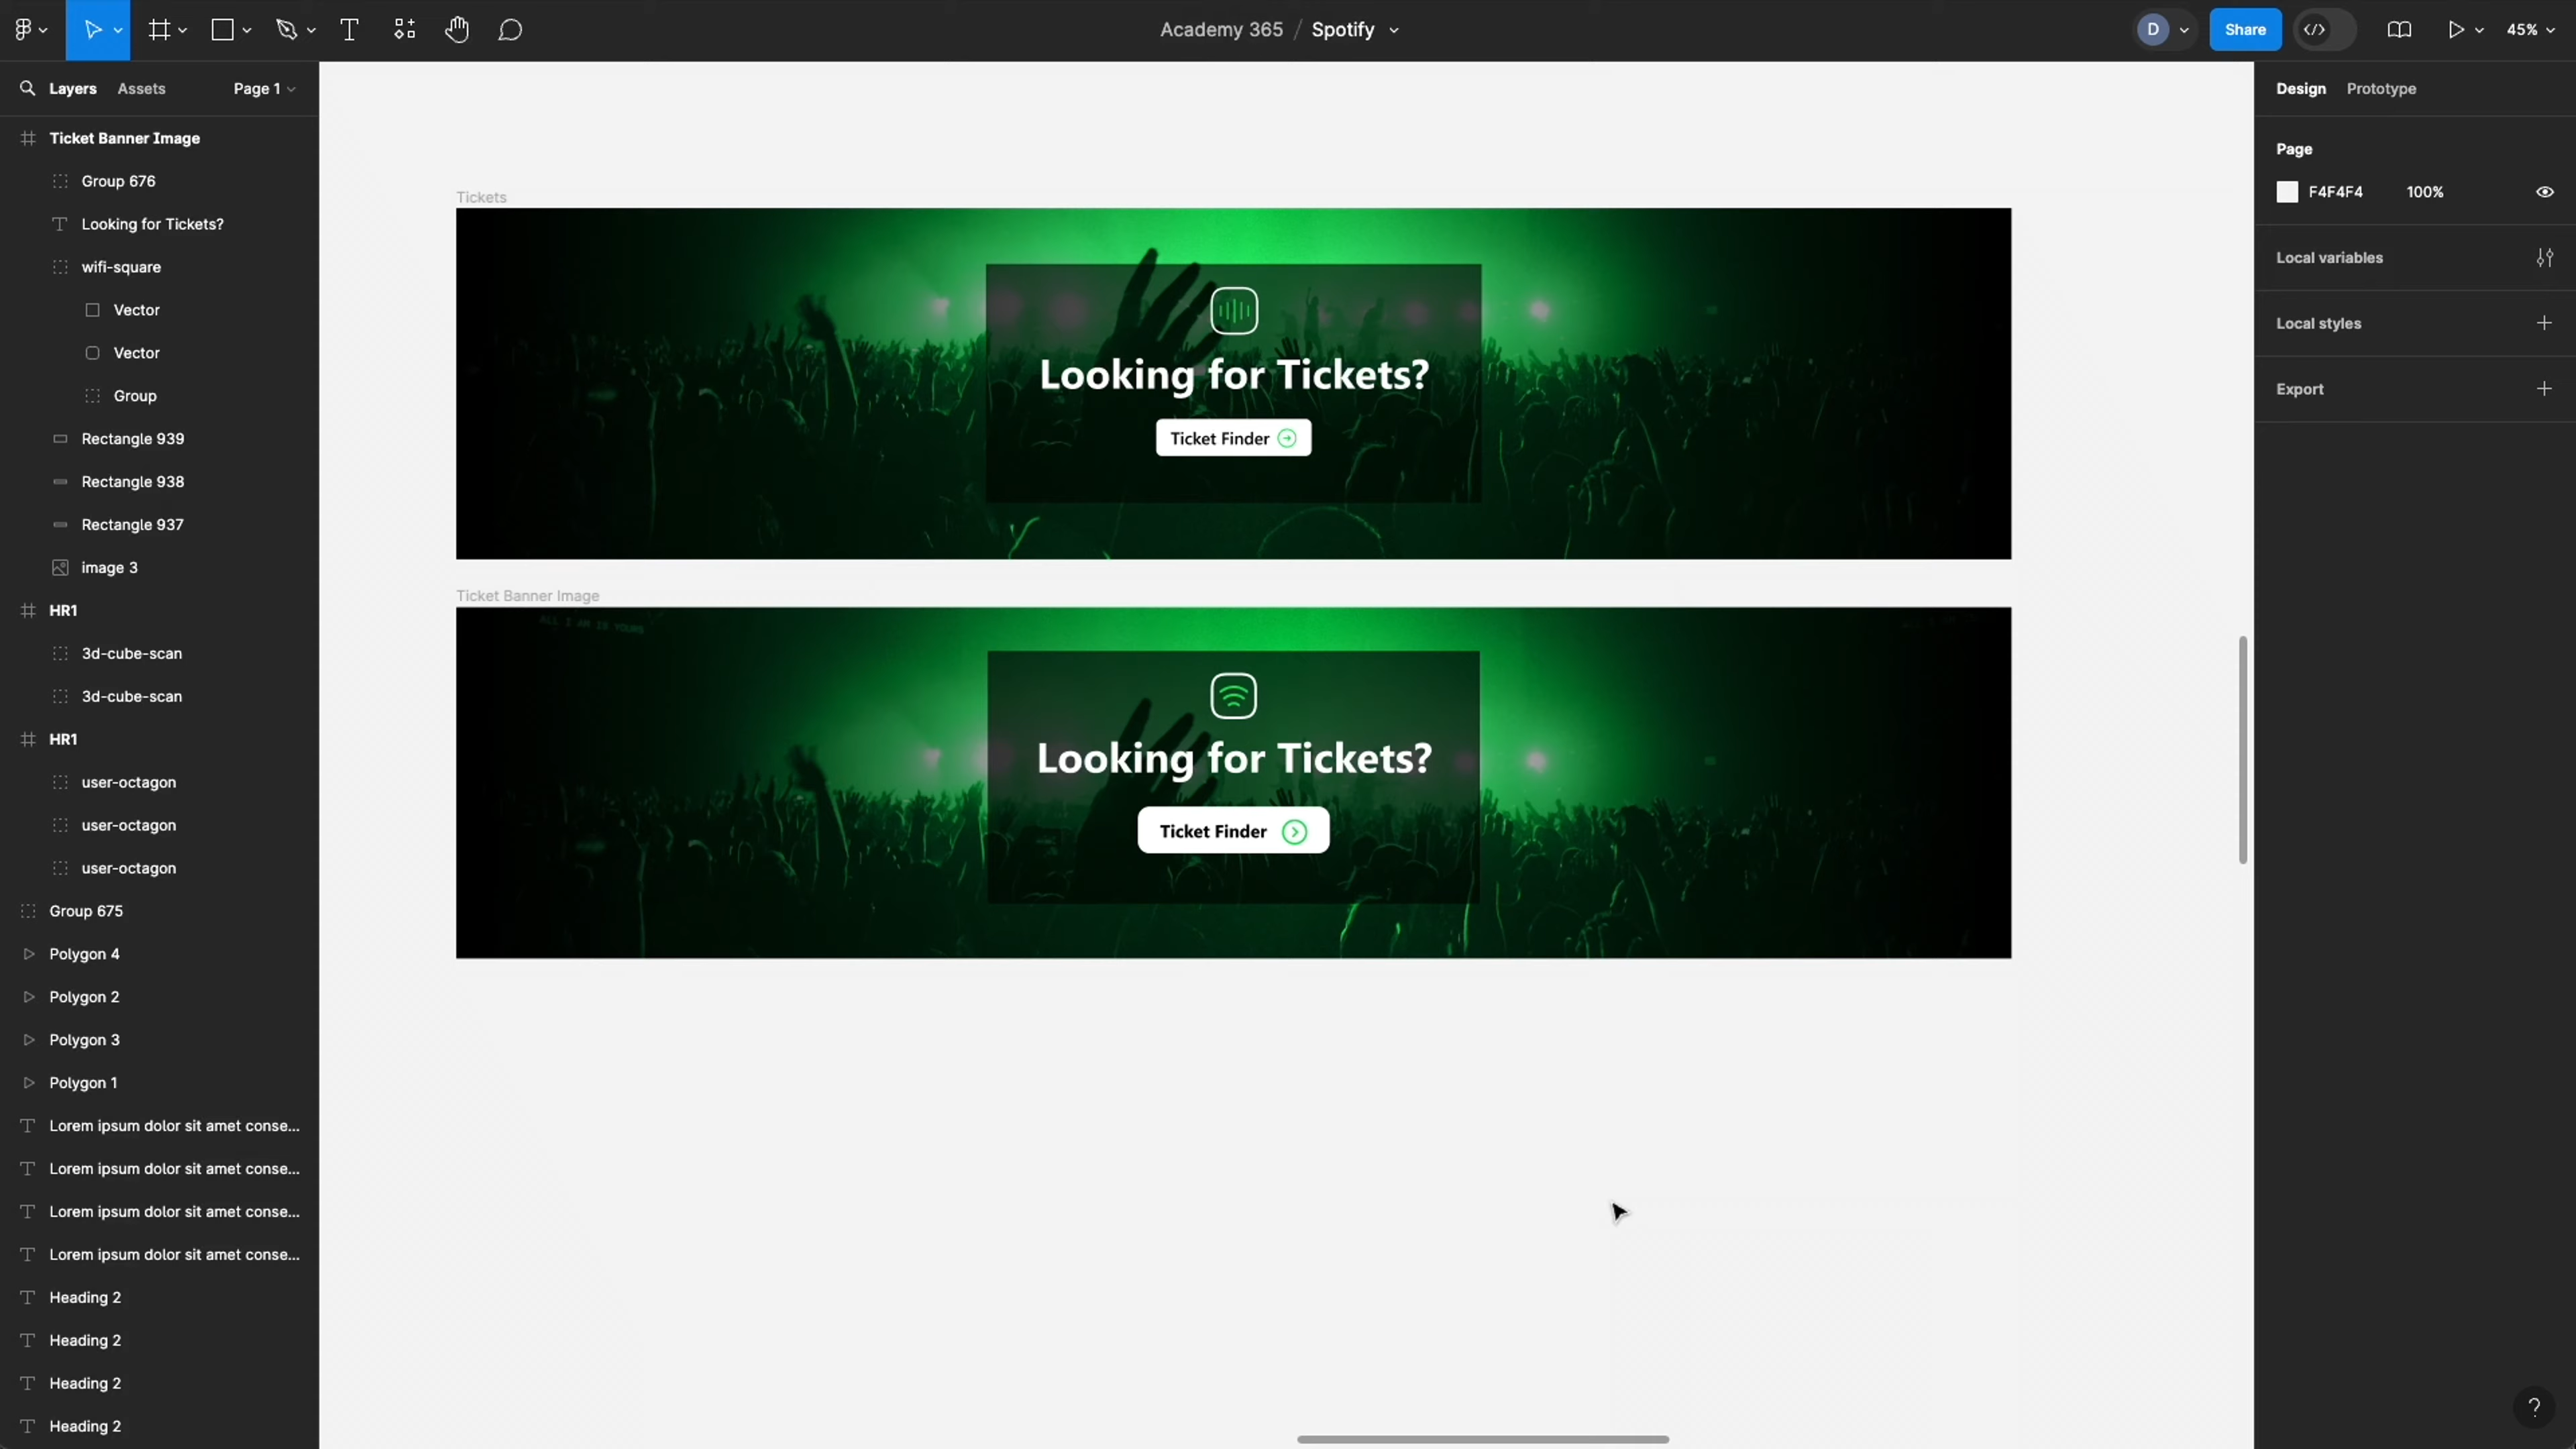 Academy 365 / Spotify
D
Share
45%
Layers
Assets
Page 1
Design
Prototype
Ticket Banner Image
Group 676
Looking for Tickets?
wifi-square
Vector
Vector
Group
Rectangle 939
Rectangle 938
Rectangle 937
image 3
HR1
3d-cube-scan
3d-cube-scan
HR1
user-octagon
user-octagon
user-octagon
Group 675
Polygon 4
Polygon 2
Polygon 3
Polygon 1
Lorem ipsum dolor sit amet conse...
Lorem ipsum dolor sit amet conse...
Lorem ipsum dolor sit amet conse...
Lorem ipsum dolor sit amet conse...
Heading 2
Heading 2
Heading 2
Heading 2
Tickets
Looking for Tickets?
Ticket Finder
Ticket Banner Image
ALL I AM IS YOURS
Looking for Tickets?
Ticket Finder
Page
F4F4F4 100%
Local variables
Local styles
Export
?